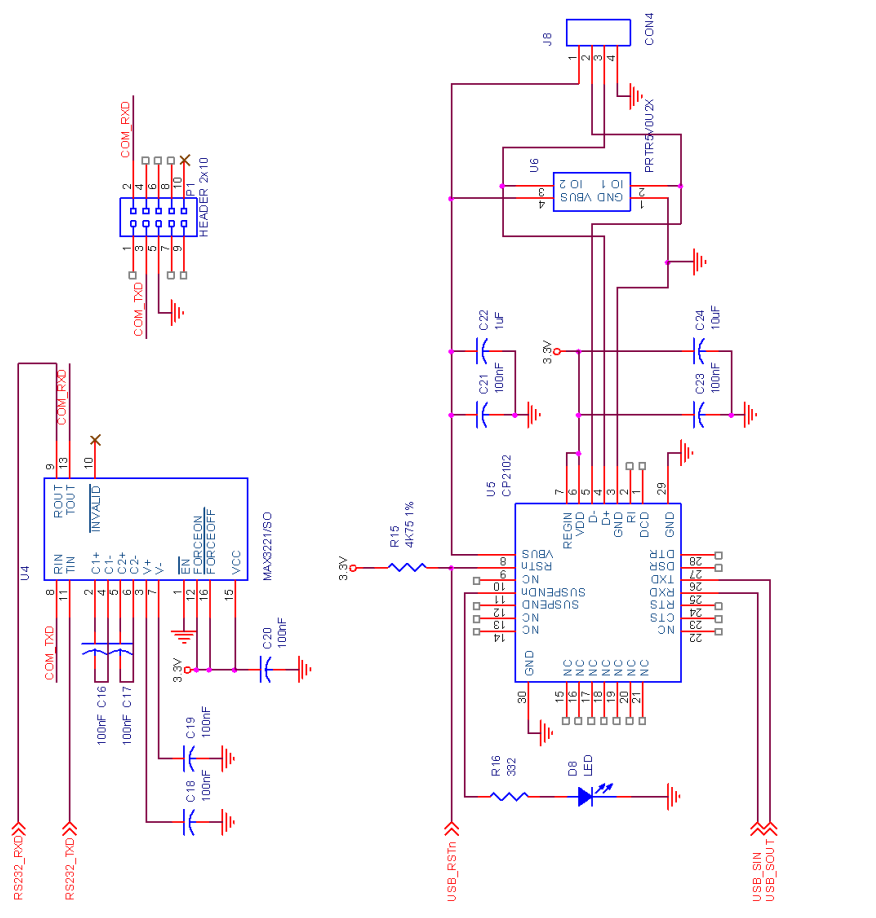 J8
CON4
1
2
3
4
COM_RXD
2
4
6
8
10
P1
HEADER 2x10
1
3
5
7
9
COM_TXD
U6
PRTR5V0U2X
IO 2
IO 1
VBUS
GND
3
4
2
1
C22
1uF
C21
100nF
3.3V
C24
10uF
C23
100nF
COM_RXD
9
13
10
ROUT
TOUT
INVALID
U4
MAX3221/SO
RIN
TIN
C1+
C1-
C2+
C2-
V+
V-
EN
FORCEON
FORCEOFF
VCC
8
11
2
4
5
6
3
7
1
12
16
15
COM_TXD
C16
100nF
C17
100nF
3.3V
C20
100nF
C19
100nF
C18
100nF
RS232_RXD
RS232_TXD
U5
CP2102
7
6
5
4
3
2
1
29
REGIN
VDD
D-
D+
GND
RI
DCD
GND
3.3V
R15
4K75 1%
8
9
10
11
12
13
14
VBUS
RSTn
NC
SUSPENDn
SUSPEND
NC
NC
DTR
DSR
TXD
RXD
RTS
CTS
NC
28
27
26
25
24
23
22
GND
NC
NC
NC
NC
NC
NC
NC
30
15
16
17
18
19
20
21
R16
332
D8
LED
USB_RSTn
USB_SIN
USB_SOUT